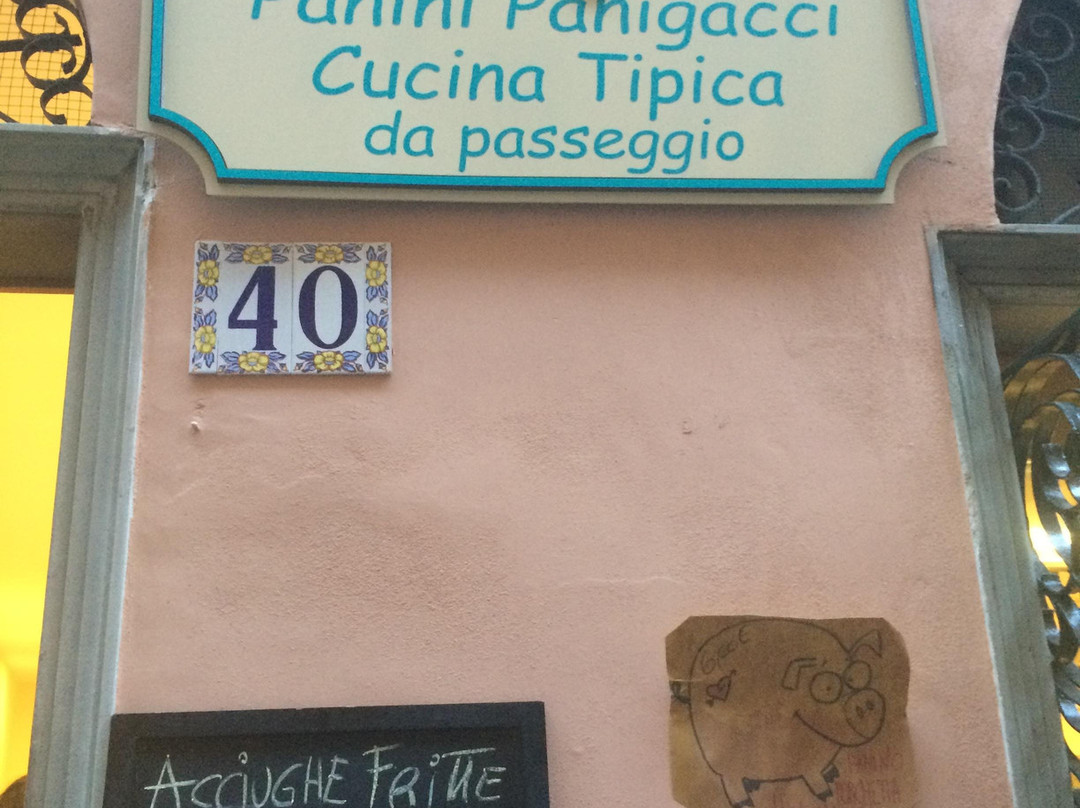 Panini Panigacci
Cucina Tipica
da passeggio
40
ACCiUGHE FRiTTE